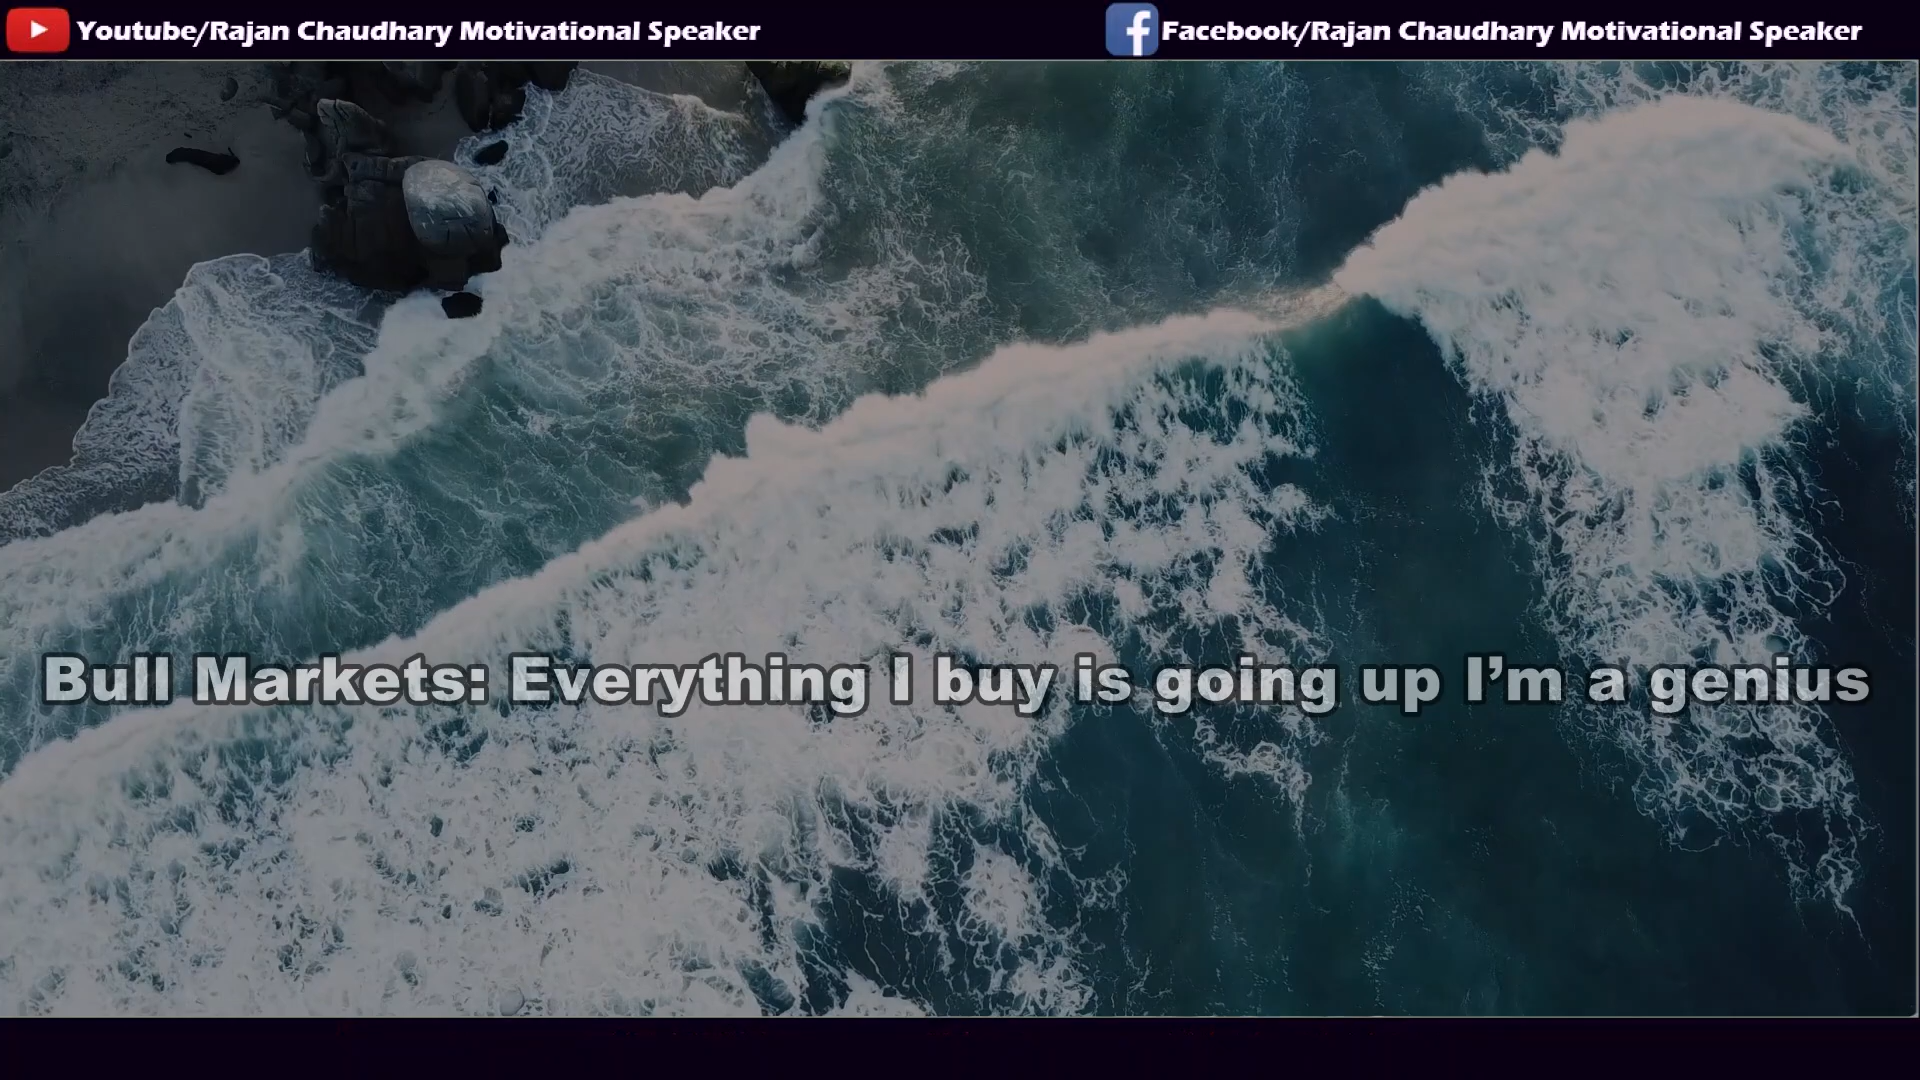 Youtube/Rajan Chaudhary Motivational Speaker
Facebook/Rajan Chaudhary Motivational Speaker
Bull Markets: Everything I buy is going up I’m a genius